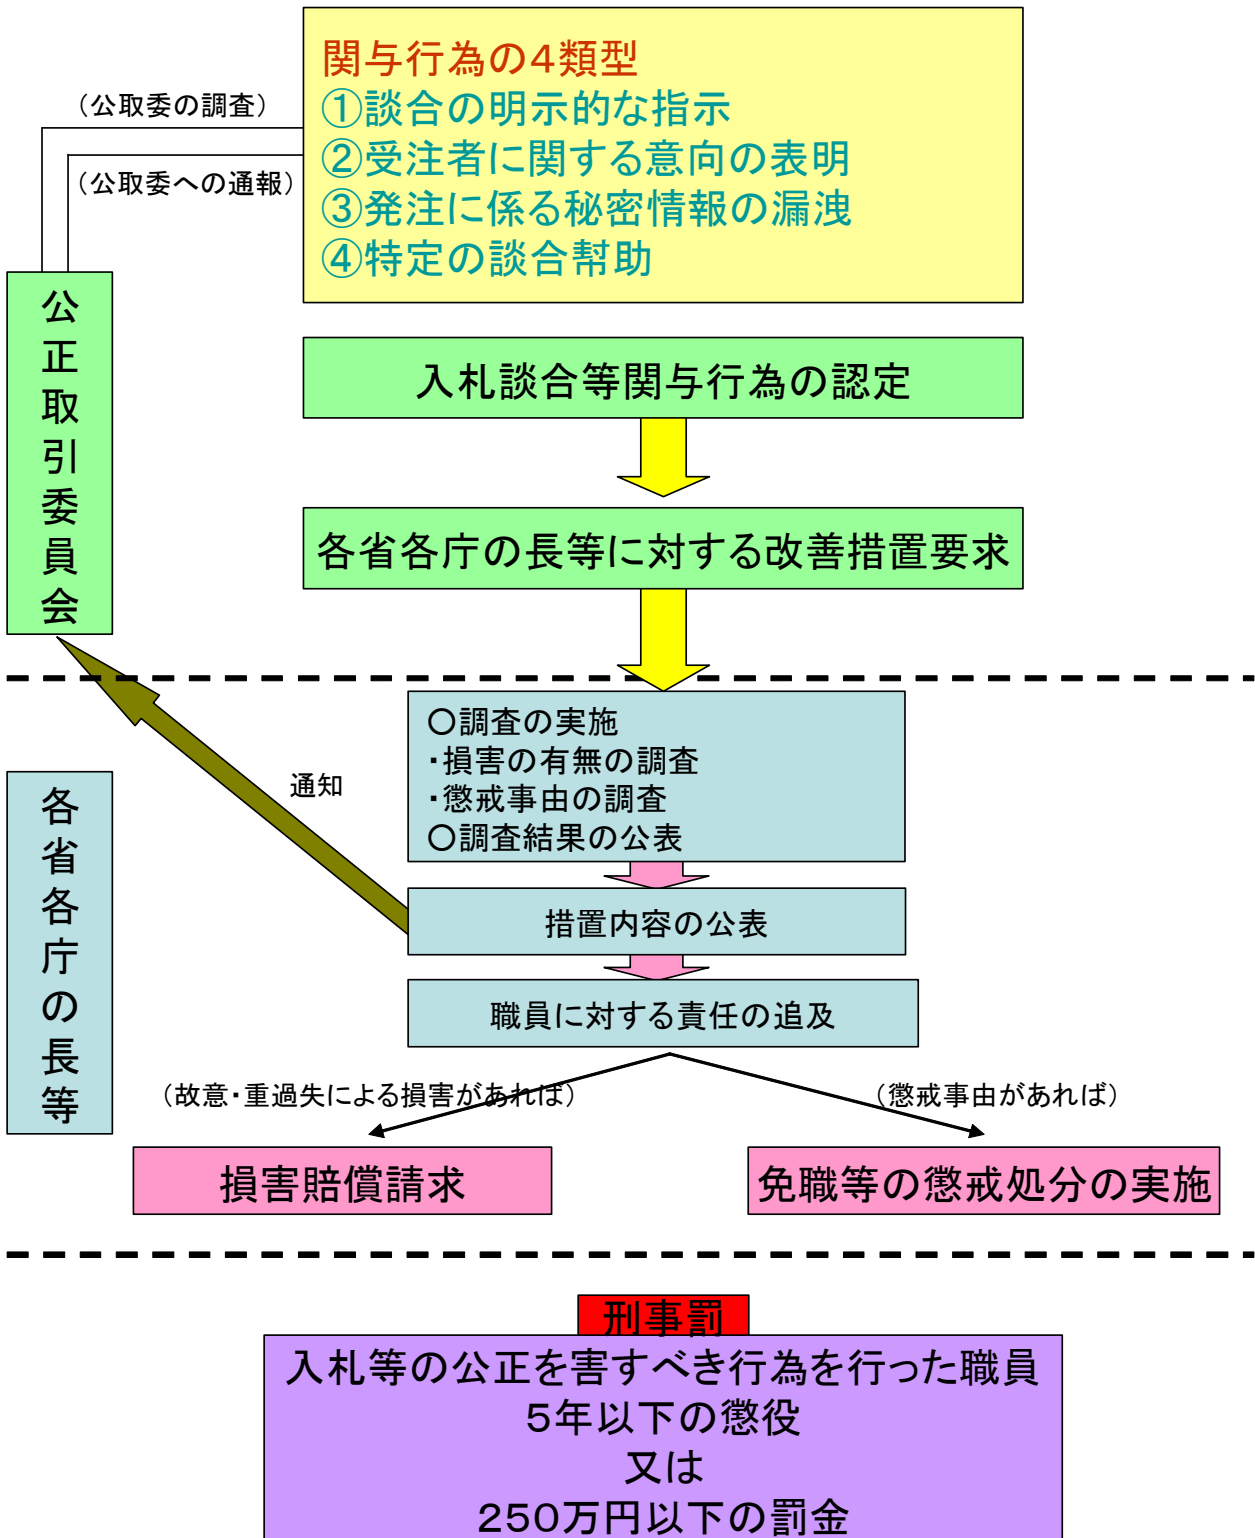 関与行為の4類型
①談合の明示的な指示
②受注者に関する意向の表明
③発注に係る秘密情報の漏洩
④特定の談合幇助
（公取委の調査）
（公取委への通報）
公正取引委員会
入札談合等関与行為の認定
各省各庁の長等に対する改善措置要求
○調査の実施
・損害の有無の調査
・懲戒事由の調査
○調査結果の公表
通知
各省各庁の長等
措置内容の公表
職員に対する責任の追及
（故意・重過失による損害があれば）
（懲戒事由があれば）
損害賠償請求
免職等の懲戒処分の実施
刑事罰
入札等の公正を害すべき行為を行った職員
5年以下の懲役
又は
250万円以下の罰金